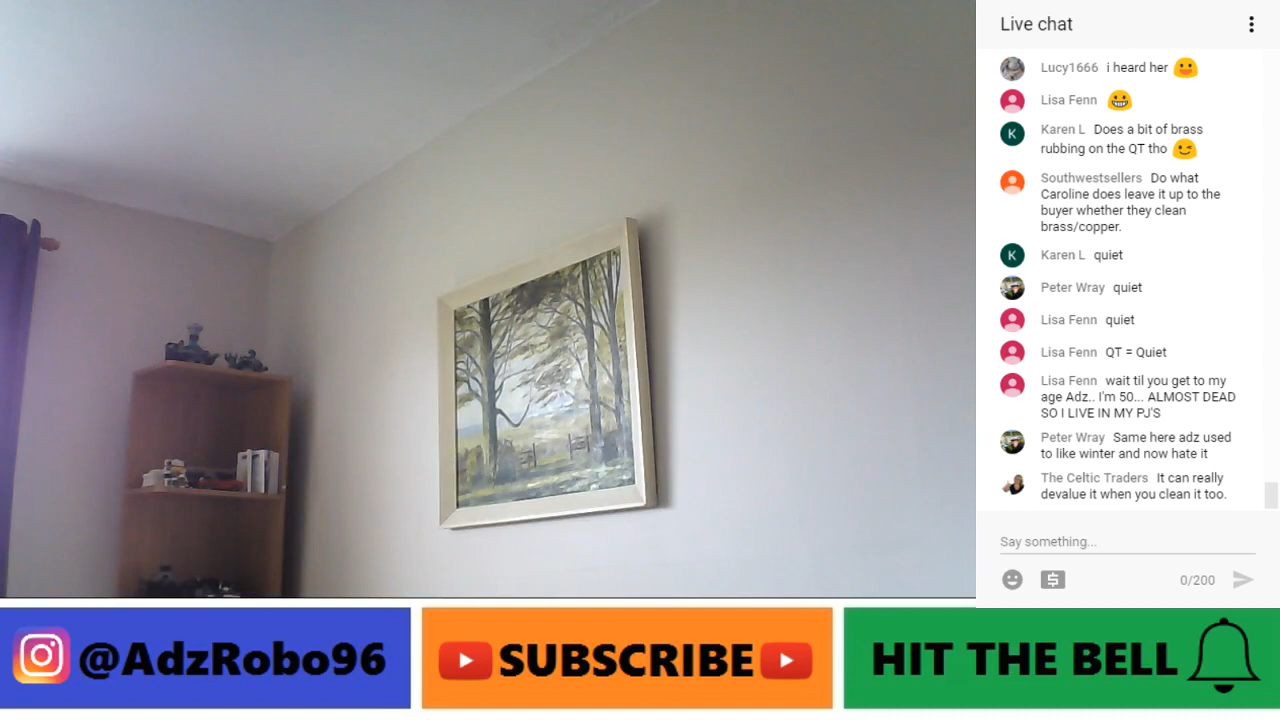 Live chat
Lucy1666 i heard her
Lisa Fenn
K Karen L Does a bit of brass
rubbing on the QT tho
Southwestsellers Do what
Caroline does leave it up to the
buyer whether they clean
brass/copper.
K Karen L quiet
Peter Wray quiet
Lisa Fenn quiet
Lisa Fenn QT = Quiet
Lisa Fenn wait til you get to my
age Adz.. I'm 50... ALMOST DEAD
SO I LIVE IN MY PJ'S
Peter Wray Same here adz used
to like winter and now hate it
The Celtic Traders It can really
devalue it when you clean it too.
Say something...
0/200
@AdzRobo96
SUBSCRIBE
HIT THE BELL